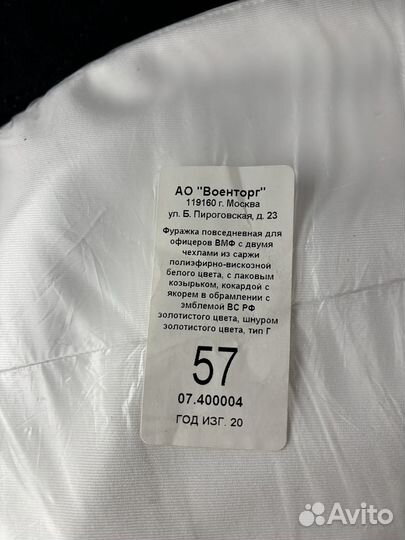 АО "Военторг"
119160 г. Москва
ул. Б. Пироговская, д. 23
Фуражка повседневная для
офицеров ВМФ с двумя
чехлами из саржи
полиэфирно-вискозной
белого цвета, с лаковым
козырьком, кокардой с
якорем в обрамлении с
эмблемой ВС РФ
золотистого цвета, шнуром
золотистого цвета, тип Г
57
07.400004
ГОД ИЗГ. 20
Avito